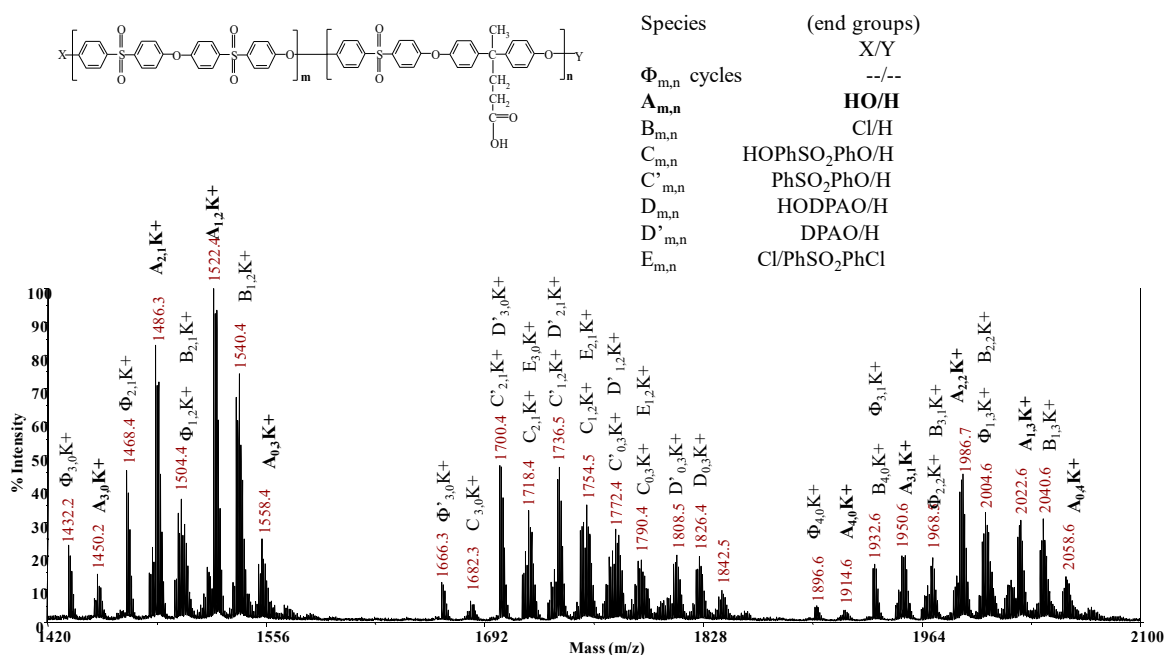 X
S
O
O
O
S
O
O
O
m
S
O
O
O
CH3
C
CH2
CH2
C=O
OH
O
n
Y
Species (end groups)
X/Y
Φm,n cycles --/--
Am,n HO/H
Bm,n Cl/H
Cm,n HOPhSO2PhO/H
C’m,n PhSO2PhO/H
Dm,n HODPAO/H
D’m,n DPAO/H
Em,n Cl/PhSO2PhCl
% Intensity
100
90
80
70
60
50
40
30
20
10
0
1432.2 Φ3,0K+
1450.2 A3,0K+
1468.4 Φ2,1K+
1486.3 A2,1K+
1504.4 Φ1,2K+ B2,1K+
1522.4 A1,2K+
1540.4 B1,2K+
1558.4 A0,3K+
1666.3 Φ'3,0K+
1682.3 C3,0K+
1700.4 C'2,1K+ D'3,0K+
1718.4 C2,1K+ E3,0K+
1736.5 C'1,2K+ D'2,1K+
1754.5 C1,2K+ E2,1K+
1772.4 C'0,3K+ D'1,2K+
1790.4 C0,3K+ E1,2K+
1808.5 D'0,3K+
1826.4 D0,3K+
1842.5
1896.6 Φ4,0K+
1914.6 A4,0K+
1932.6 B4,0K+ Φ3,1K+
1950.6 A3,1K+
1968.5 Φ2,2K+ B3,1K+
1986.7 A2,2K+
2004.6 Φ1,3K+ B2,2K+
2022.6 A1,3K+
2040.6 B1,3K+
2058.6 A0,4K+
1420 1556 1692 1828 1964 2100
Mass (m/z)